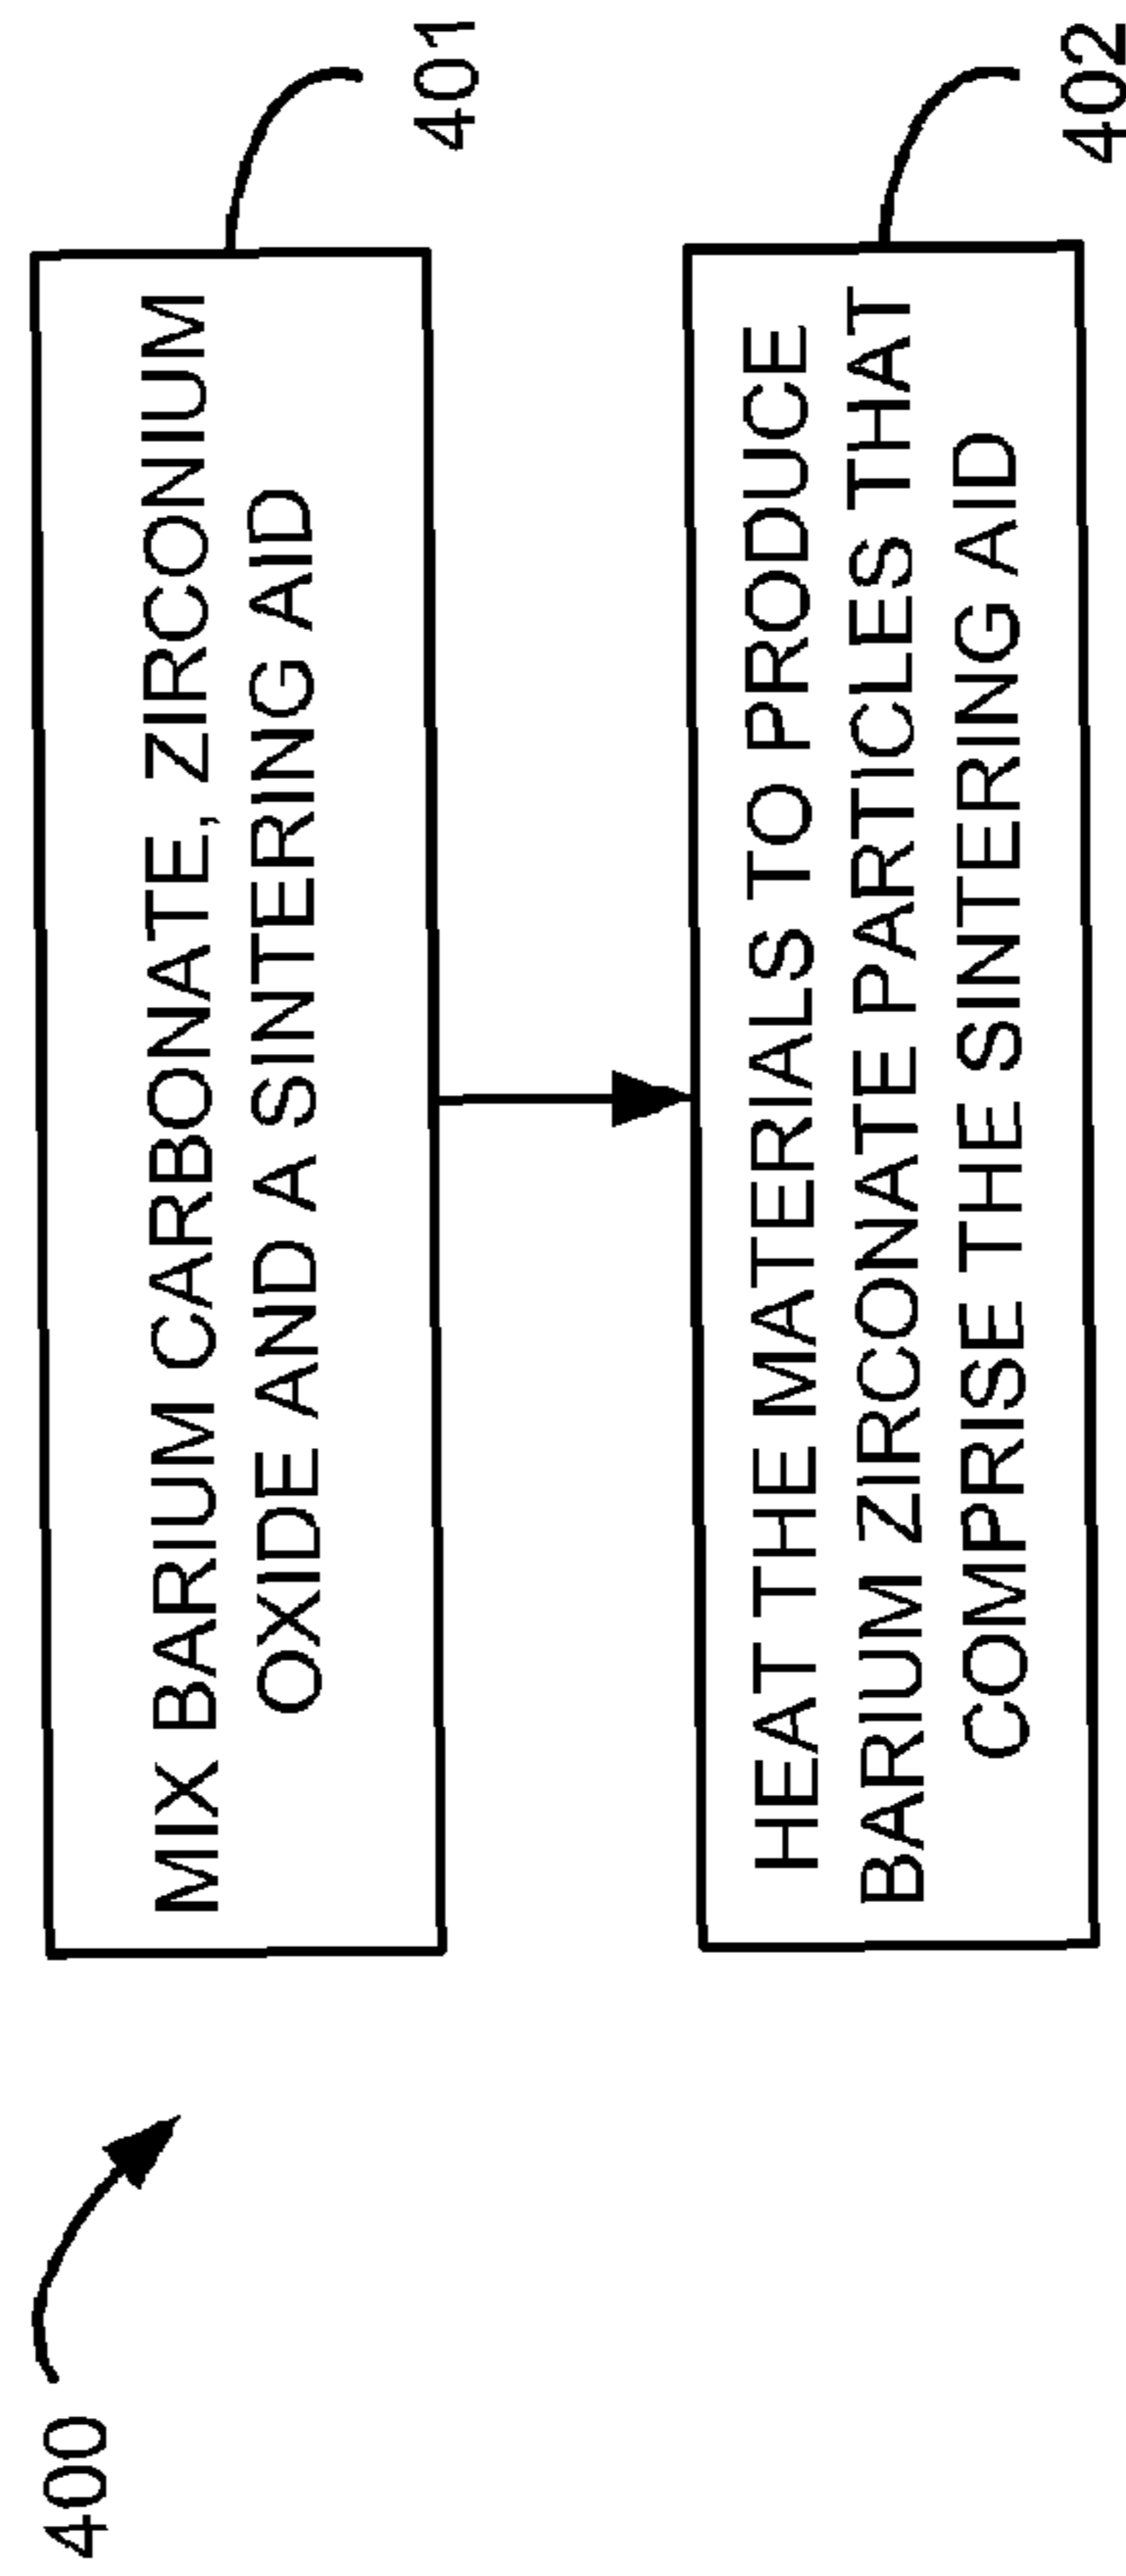 400
MIX BARIUM CARBONATE, ZIRCONIUM
OXIDE AND A SINTERING AID
401
HEAT THE MATERIALS TO PRODUCE
BARIUM ZIRCONATE PARTICLES THAT
COMPRISE THE SINTERING AID
402